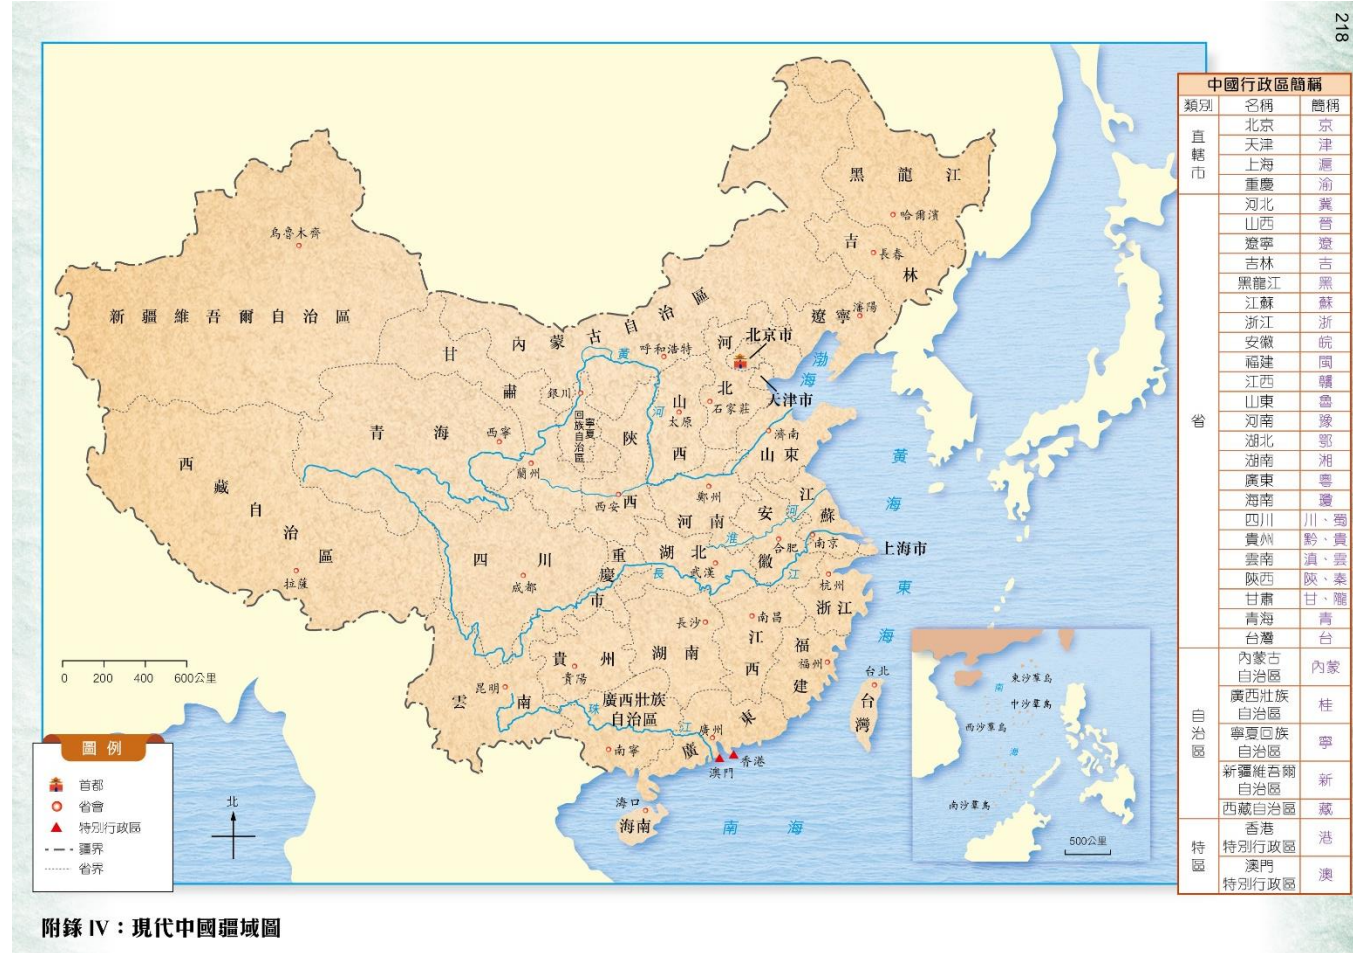 218
中國行政區簡稱
類別 名稱 簡稱
直轄市
北京 京
天津 津
上海 滬
重慶 渝
省
河北 冀
山西 晉
遼寧 遼
吉林 吉
黑龍江 黑
江蘇 蘇
浙江 浙
安徽 皖
福建 閩
江西 贛
山東 魯
河南 豫
湖北 鄂
湖南 湘
廣東 粵
海南 瓊
四川 川、蜀
貴州 黔、貴
雲南 滇、雲
陝西 陝、秦
甘肅 甘、隴
青海 青
台灣 台
自治區
內蒙古
自治區 內蒙
廣西壯族
自治區 桂
寧夏回族
自治區 寧
新疆維吾爾
自治區 新
西藏自治區 藏
特區
香港
特別行政區 港
澳門
特別行政區 澳
黑龍江
哈爾濱
吉林
長春
遼寧
瀋陽
內蒙古自治區
呼和浩特
北京市
天津市
河北
石家莊
渤海
烏魯木齊
新疆維吾爾自治區
甘肅
蘭州
銀川
寧夏
回族自治區
黃河
山西
太原
陝西
西安
山東
濟南
黃海
青海
西寧
西藏自治區
拉薩
河南
鄭州
安徽
合肥
江蘇
南京
淮河
上海市
四川
成都
重慶市
湖北
武漢
長江
杭州
浙江
東海
長沙
湖南
南昌
江西
福建
福州
貴州
貴陽
雲南
昆明
廣西壯族
自治區
南寧
珠江
廣東
廣州
香港
澳門
台北
台灣
海口
海南
南海
東沙羣島
中沙羣島
西沙羣島
南沙羣島
南海
500公里
0 200 400 600公里
北
圖例
首都
省會
特別行政區
疆界
省界
附錄 IV：現代中國疆域圖